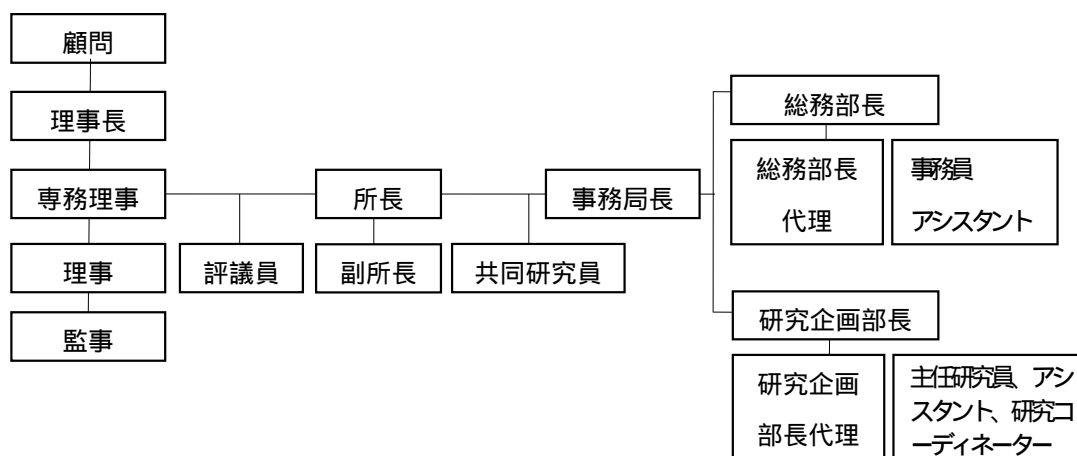 顧問
理事長
専務理事
理事
監事
評議員
所長
副所長
共同研究員
事務局長
総務部長
総務部長
代理
事務員
アシスタント
研究企画部長
研究企画
部長代理
主任研究員、アシ
スタント、研究コ
ーディネーター